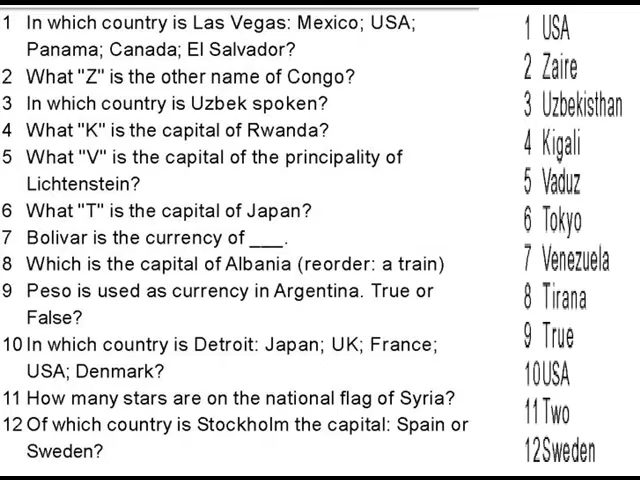 1 In which country is Las Vegas: Mexico; USA;
Panama; Canada; El Salvador?
2 What "Z" is the other name of Congo?
3 In which country is Uzbek spoken?
4 What "K" is the capital of Rwanda?
5 What "V" is the capital of the principality of
Lichtenstein?
6 What "T" is the capital of Japan?
7 Bolivar is the currency of ___.
8 Which is the capital of Albania (reorder: a train)
9 Peso is used as currency in Argentina. True or
False?
10 In which country is Detroit: Japan; UK; France;
USA; Denmark?
11 How many stars are on the national flag of Syria?
12 Of which country is Stockholm the capital: Spain or
Sweden?
1 USA
2 Zaire
3 Uzbekisthan
4 Kigali
5 Vaduz
6 Tokyo
7 Venezuela
8 Tirana
9 True
10 USA
11 Two
12 Sweden